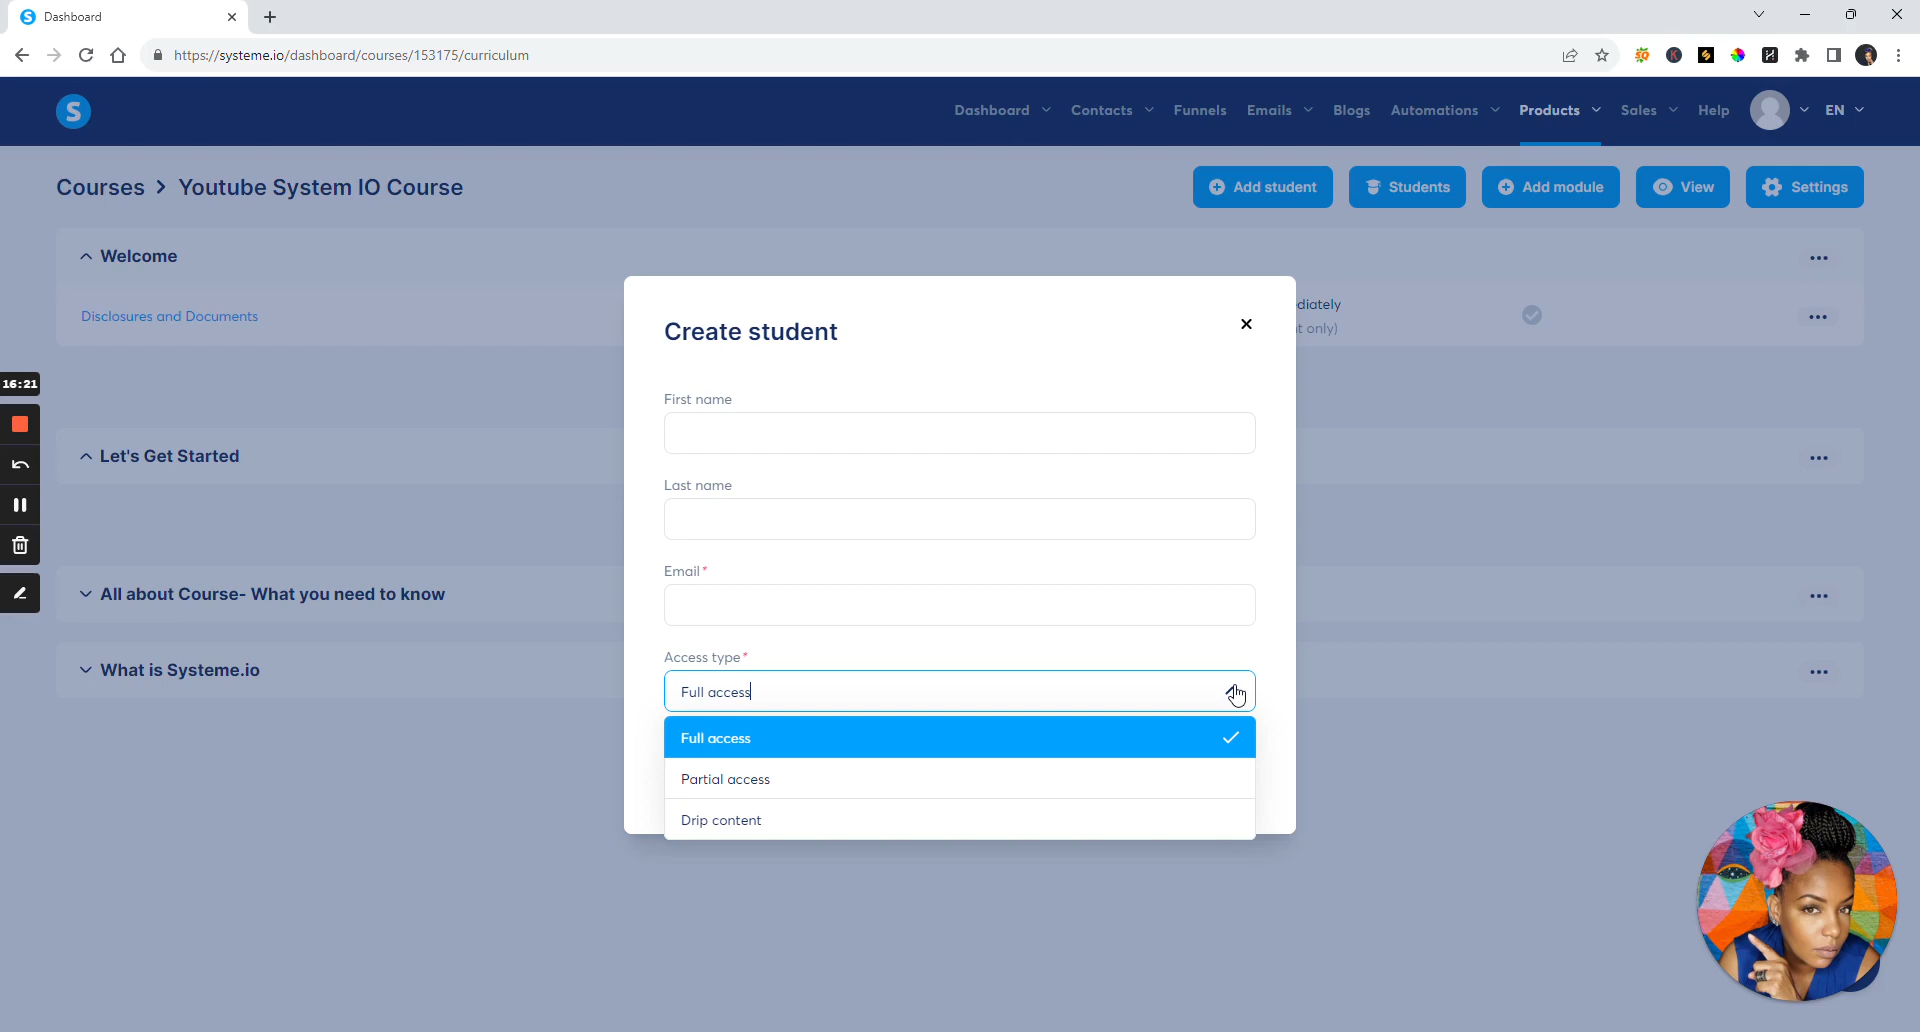 Dashboard
https://systeme.io/dashboard/courses/153175/curriculum
S
Dashboard Contacts Funnels Emails Blogs Automations Products Sales Help EN
Courses > Youtube System IO Course
Add student Students Add module View Settings
Welcome
Disclosures and Documents
diately
t only)
Create student
First name
Last name
Email*
Access type*
Full access
Full access
Partial access
Drip content
16:21
Let's Get Started
All about Course- What you need to know
What is Systeme.io